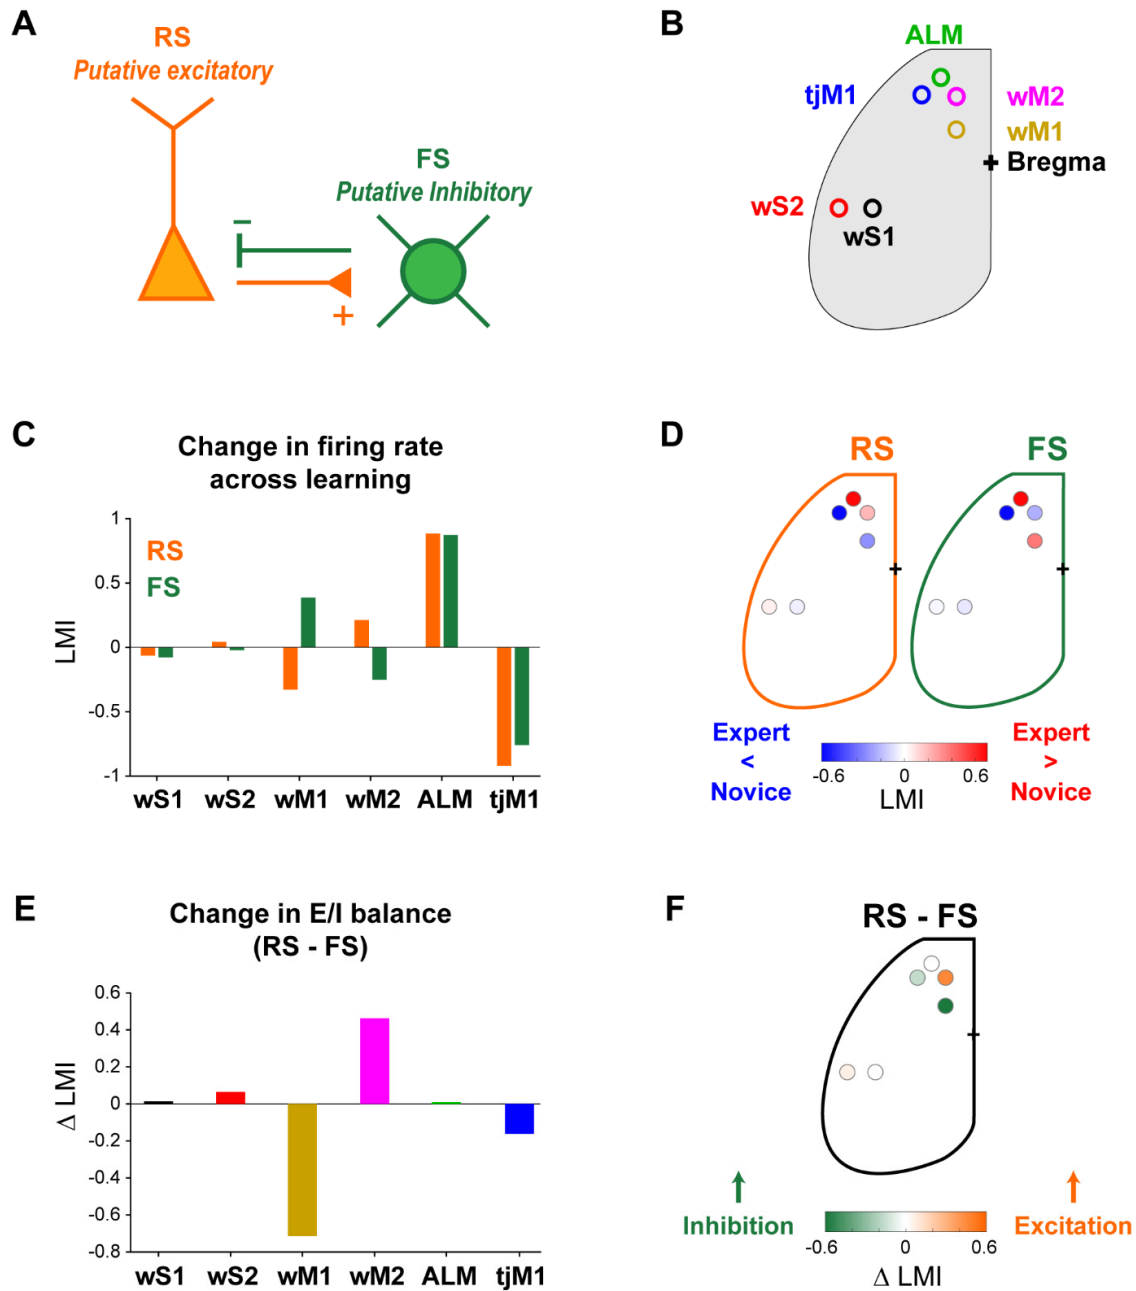 A
RS
Putative excitatory
FS
Putative Inhibitory
−
+
B
ALM
tjM1
wM2
wM1
Bregma
wS2
wS1
C
Change in firing rate
across learning
RS
FS
LMI
1
0.5
0
-0.5
-1
wS1 wS2 wM1 wM2 ALM tjM1
D
RS FS
Expert
<
Novice
-0.6 0 0.6
LMI
Expert
>
Novice
E
Change in E/I balance
(RS - FS)
Δ LMI
0.6
0.4
0.2
0
-0.2
-0.4
-0.6
-0.8
wS1 wS2 wM1 wM2 ALM tjM1
F
RS - FS
Inhibition
Excitation
-0.6 0 0.6
Δ LMI